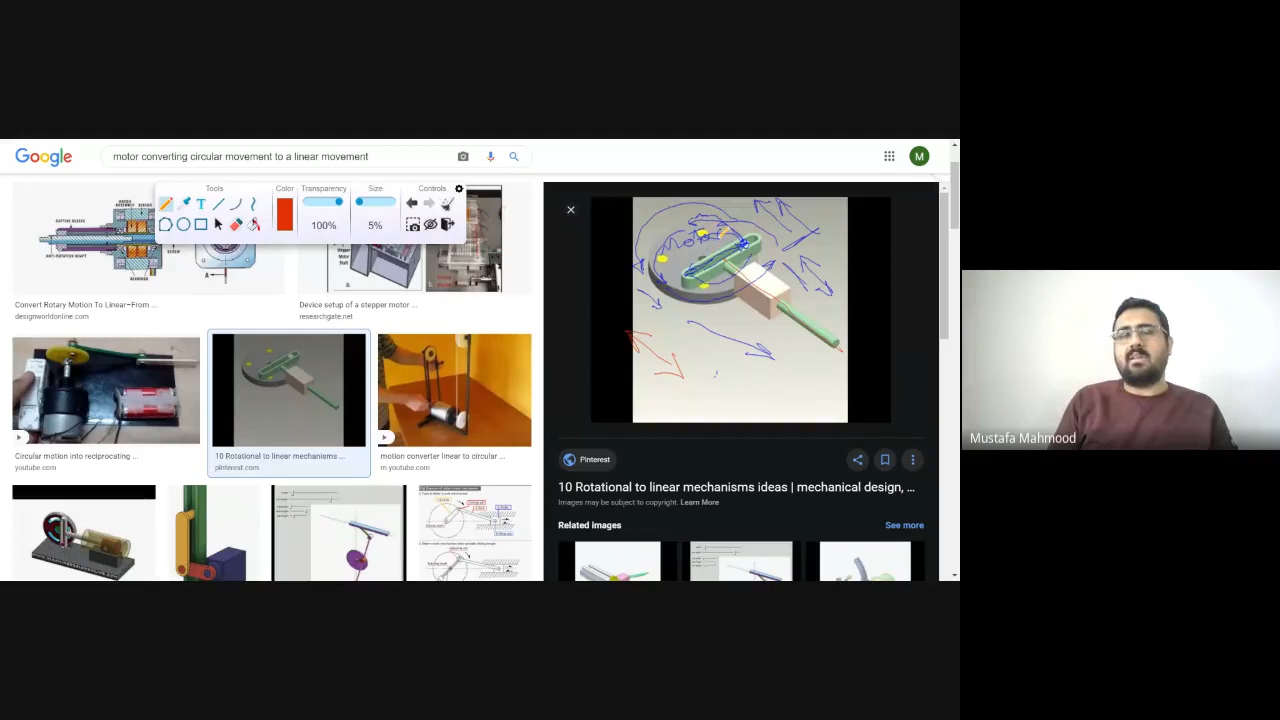 Google
motor converting circular movement to a linear movement
M
Tools
Color
Transparency
Size
Controls
T
100%
5%
Convert Rotary Motion To Linear–From ...
designworldonline.com
Device setup of a stepper motor ...
researchgate.net
Circular motion into reciprocating ...
youtube.com
10 Rotational to linear mechanisms ...
pinterest.com
motion converter linear to circular ...
m.youtube.com
Motor
Pinterest
10 Rotational to linear mechanisms ideas | mechanical design, ...
Images may be subject to copyright. Learn More
Related images
See more
Mustafa Mahmood